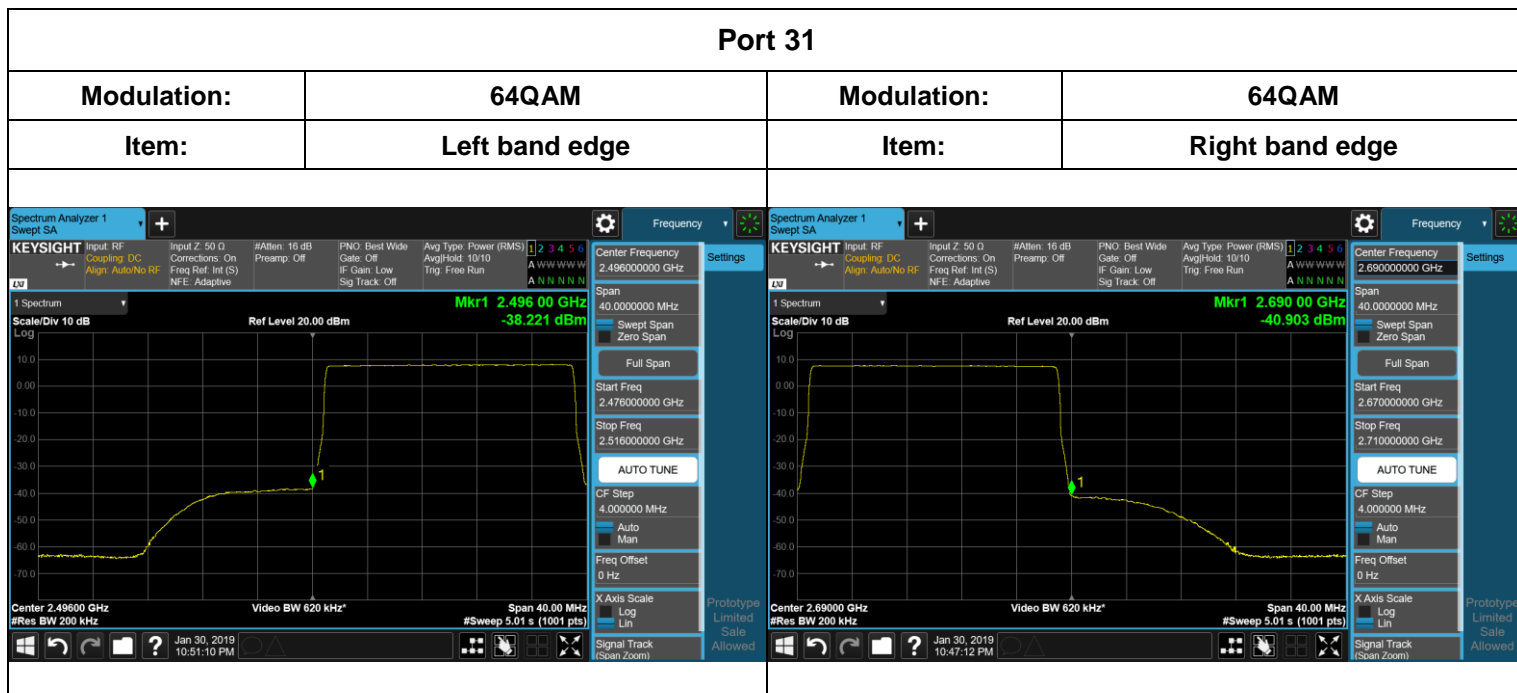 Port 31
Modulation: 64QAM Modulation: 64QAM
Item: Left band edge Item: Right band edge
Spectrum Analyzer 1
Swept SA
Frequency
KEYSIGHT
Input: RF
Coupling: DC
Align: Auto/No RF
Input Z: 50 Ω
Corrections: On
Freq Ref: Int (S)
NFE: Adaptive
#Atten: 16 dB
Preamp: Off
PNO: Best Wide
Gate: Off
IF Gain: Low
Sig Track: Off
Avg Type: Power (RMS)
Avg|Hold: 10/10
Trig: Free Run
1 2 3 4 5 6
A W W W W W
A N N N N N
LXI
1 Spectrum
Scale/Div 10 dB
Log
Ref Level 20.00 dBm
Mkr1 2.496 00 GHz
-38.221 dBm
10.0
0.00
-10.0
-20.0
-30.0
-40.0
-50.0
-60.0
-70.0
1
Center 2.49600 GHz
#Res BW 200 kHz
Video BW 620 kHz*
Span 40.00 MHz
#Sweep 5.01 s (1001 pts)
Center Frequency
2.496000000 GHz
Settings
Span
40.0000000 MHz
Swept Span
Zero Span
Full Span
Start Freq
2.476000000 GHz
Stop Freq
2.516000000 GHz
AUTO TUNE
CF Step
4.000000 MHz
Auto
Man
Freq Offset
0 Hz
X Axis Scale
Log
Lin
Signal Track
(Span Zoom)
Prototype
Limited
Sale
Allowed
?
Jan 30, 2019
10:51:10 PM
Spectrum Analyzer 1
Swept SA
Frequency
KEYSIGHT
Input: RF
Coupling: DC
Align: Auto/No RF
Input Z: 50 Ω
Corrections: On
Freq Ref: Int (S)
NFE: Adaptive
#Atten: 16 dB
Preamp: Off
PNO: Best Wide
Gate: Off
IF Gain: Low
Sig Track: Off
Avg Type: Power (RMS)
Avg|Hold: 10/10
Trig: Free Run
1 2 3 4 5 6
A W W W W W
A N N N N N
LXI
1 Spectrum
Scale/Div 10 dB
Log
Ref Level 20.00 dBm
Mkr1 2.690 00 GHz
-40.903 dBm
10.0
0.00
-10.0
-20.0
-30.0
-40.0
-50.0
-60.0
-70.0
1
Center 2.69000 GHz
#Res BW 200 kHz
Video BW 620 kHz*
Span 40.00 MHz
#Sweep 5.01 s (1001 pts)
Center Frequency
2.690000000 GHz
Settings
Span
40.0000000 MHz
Swept Span
Zero Span
Full Span
Start Freq
2.670000000 GHz
Stop Freq
2.710000000 GHz
AUTO TUNE
CF Step
4.000000 MHz
Auto
Man
Freq Offset
0 Hz
X Axis Scale
Log
Lin
Signal Track
(Span Zoom)
Prototype
Limited
Sale
Allowed
?
Jan 30, 2019
10:47:12 PM